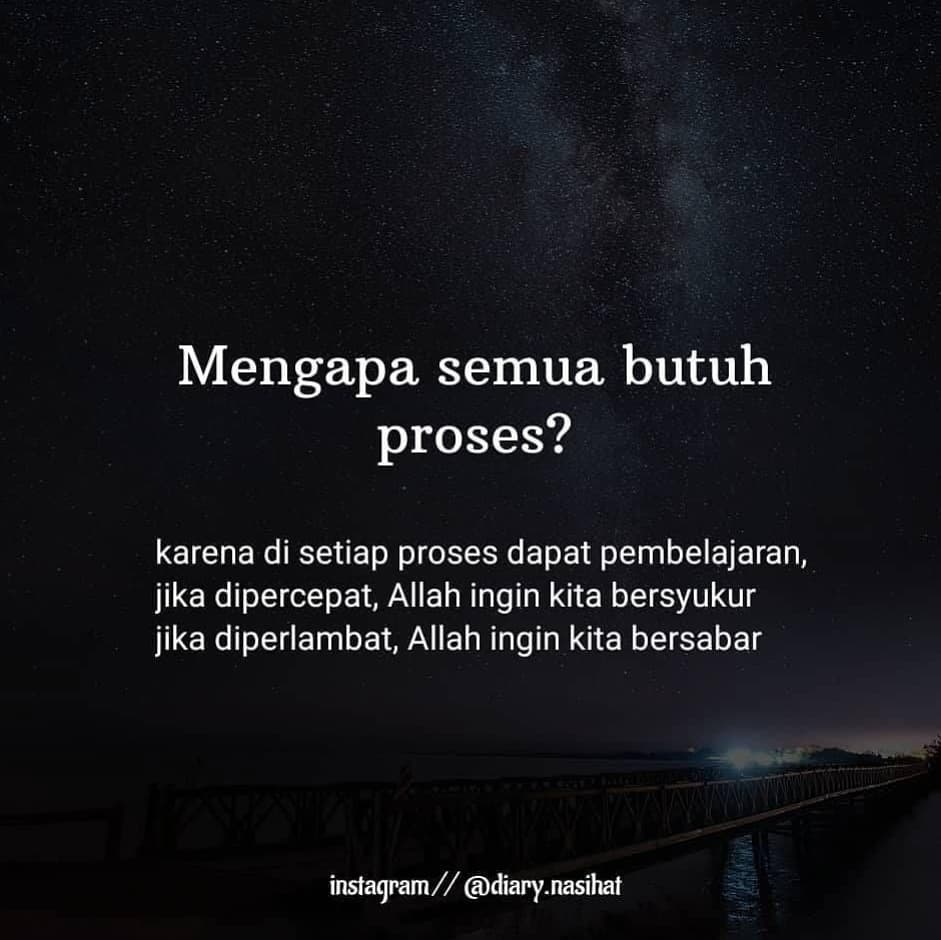 Mengapa semua butuh
proses?
karena di setiap proses dapat pembelajaran,
jika dipercepat, Allah ingin kita bersyukur
jika diperlambat, Allah ingin kita bersabar
instagram// @diary.nasihat